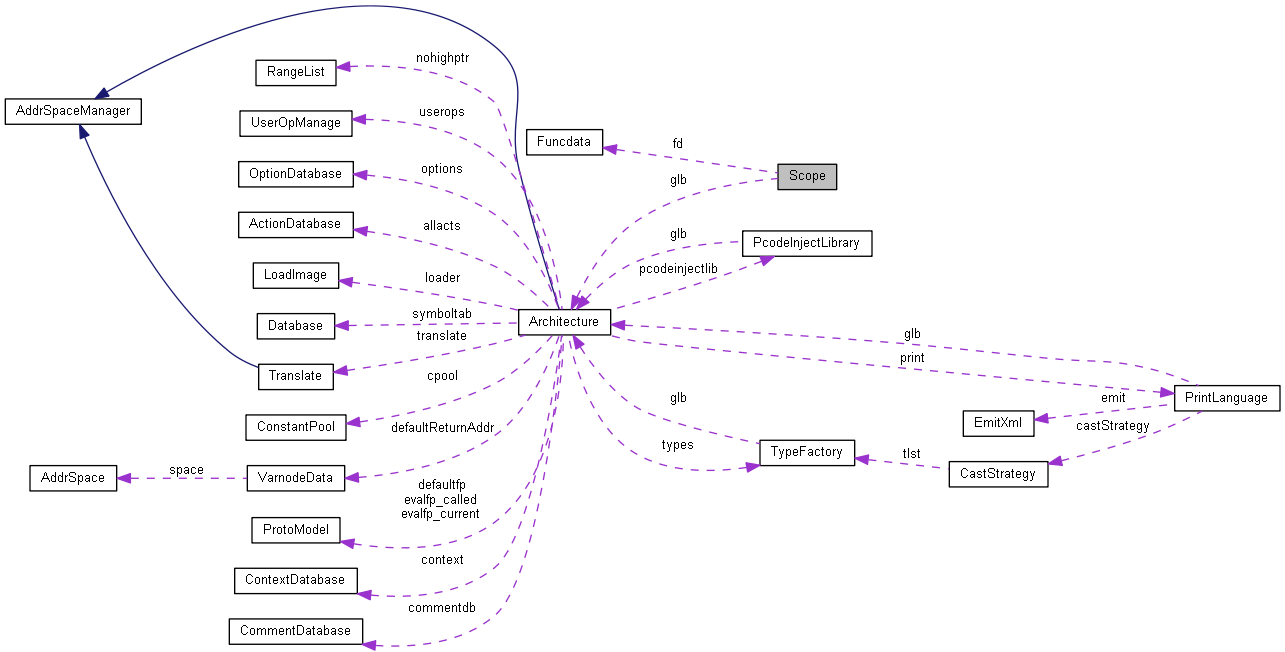 nohighptr
RangeList
AddrSpaceManager
userops
UserOpManage
Funcdata
fd
Scope
options
OptionDatabase
glb
allacts
ActionDatabase
glb
PcodeInjectLibrary
loader
LoadImage
pcodeinjectlib
symboltab
Database
Architecture
translate
glb
print
Translate
cpool
emit
PrintLanguage
glb
ConstantPool
defaultReturnAddr
EmitXml
castStrategy
types
TypeFactory
tlst
space
AddrSpace
VarnodeData
CastStrategy
defaultfp
evalfp_called
evalfp_current
ProtoModel
context
ContextDatabase
commentdb
CommentDatabase